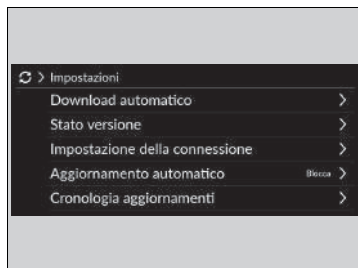 > Impostazioni
Download automatico >
Stato versione >
Impostazione della connessione >
Aggiornamento automatico Blocca >
Cronologia aggiornamenti >